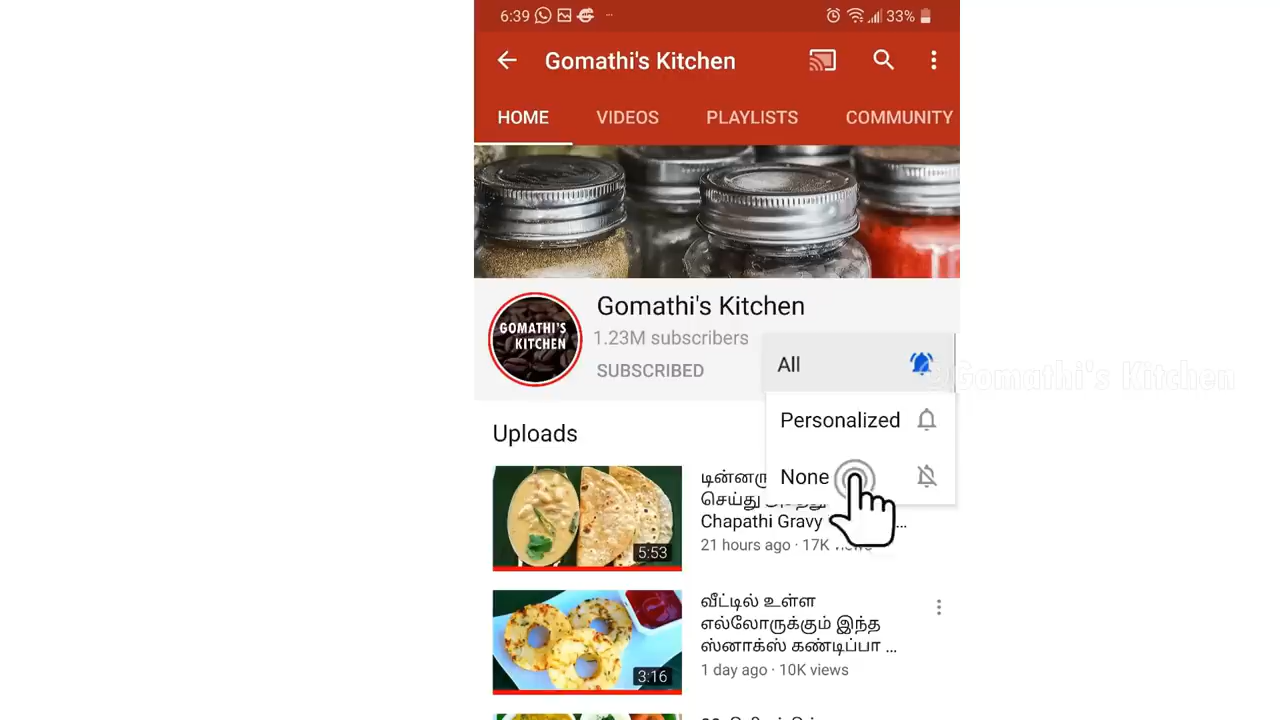 6:39
33%
Gomathi's Kitchen
HOME VIDEOS PLAYLISTS COMMUNITY
GOMATHI'S
KITCHEN
Gomathi's Kitchen
1.23M subscribers
SUBSCRIBED
All
Personalized
None
©Gomathi's Kitchen
Uploads
செய்து
Chapathi Gravy ...
21 hours ago · 17K views
5:53
வீட்டில் உள்ள
எல்லோருக்கும் இந்த
ஸ்னாக்ஸ் கண்டிப்பா ...
1 day ago · 10K views
3:16